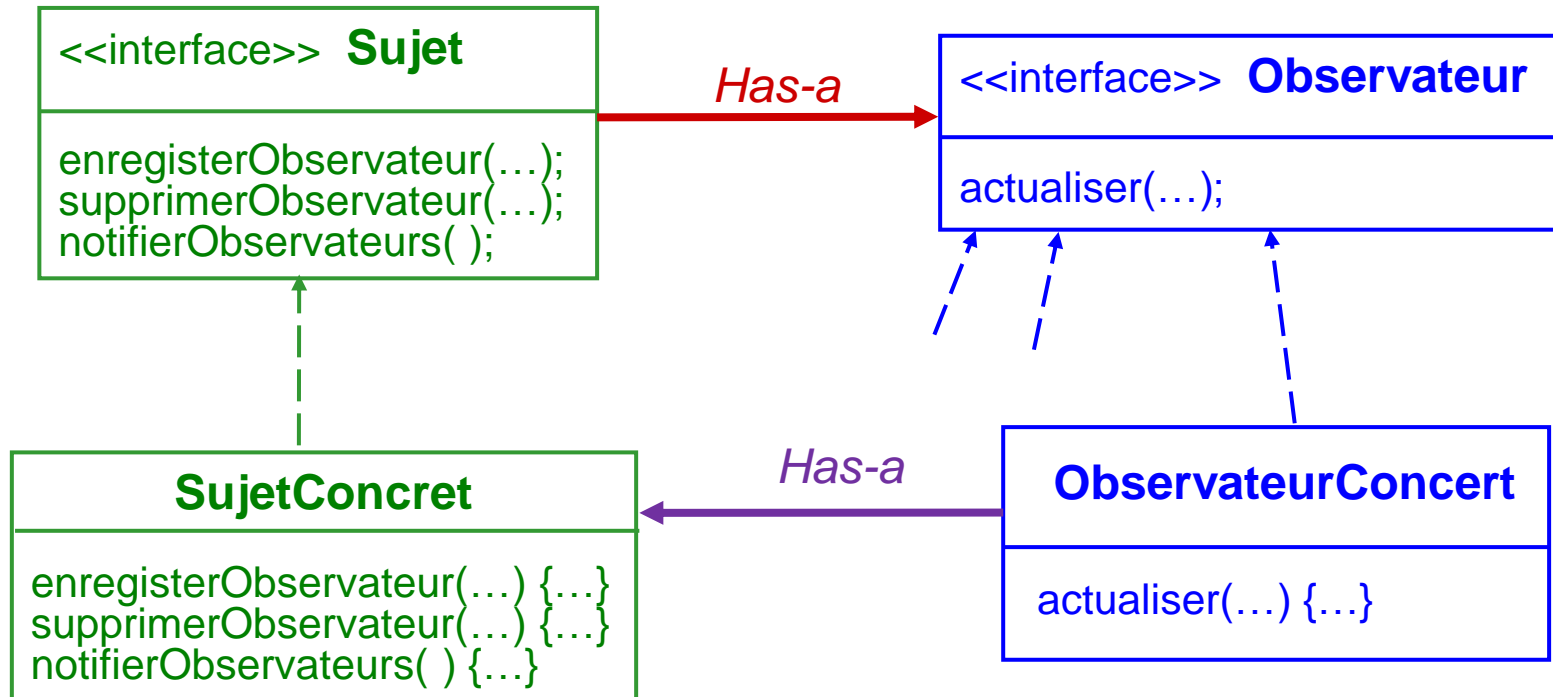 <<interface>> Sujet
enregisterObservateur(…);
supprimerObservateur(…);
notifierObservateurs( );
Has-a
<<interface>> Observateur
actualiser(…);
SujetConcret
enregisterObservateur(…) {…}
supprimerObservateur(…) {…}
notifierObservateurs( ) {…}
Has-a
ObservateurConcert
actualiser(…) {…}